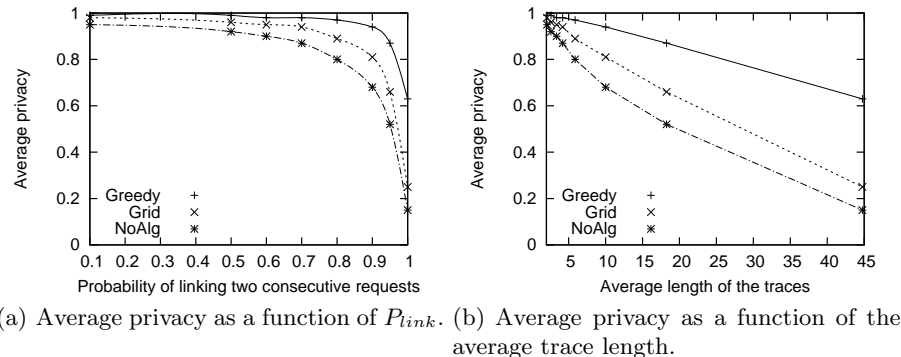 1
0.8
0.6
0.4
0.2
0
Average privacy
Greedy
Grid
NoAlg
0.1 0.2 0.3 0.4 0.5 0.6 0.7 0.8 0.9 1
Probability of linking two consecutive requests
1
0.8
0.6
0.4
0.2
0
Average privacy
Greedy
Grid
NoAlg
5 10 15 20 25 30 35 40 45
Average length of the traces
a) Average privacy as a function of P_link.
(b) Average privacy as a function of the
average trace length.